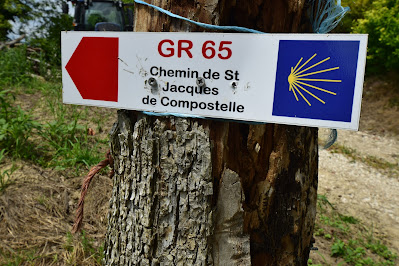 GR 65
Chemin de St
Jacques
de Compostelle